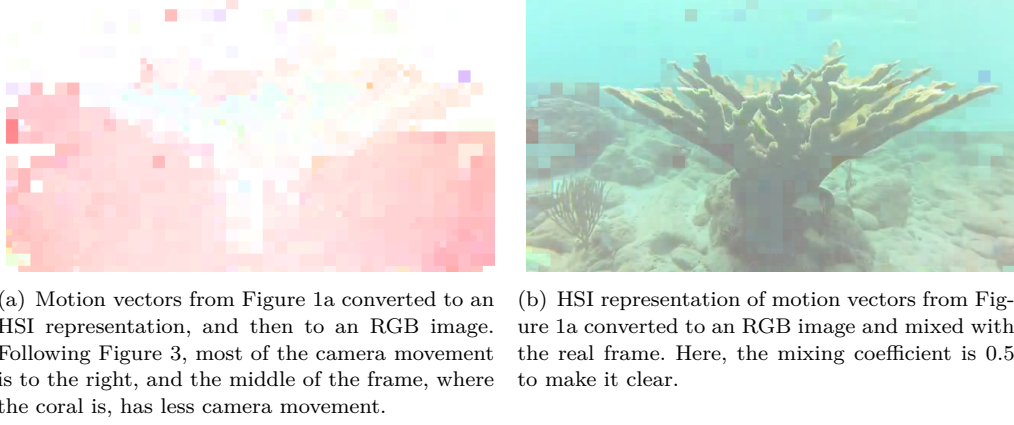 (a) Motion vectors from Figure 1a converted to an
HSI representation, and then to an RGB image.
Following Figure 3, most of the camera movement
is to the right, and the middle of the frame, where
the coral is, has less camera movement.
(b) HSI representation of motion vectors from Fig-
ure 1a converted to an RGB image and mixed with
the real frame. Here, the mixing coefficient is 0.5
to make it clear.